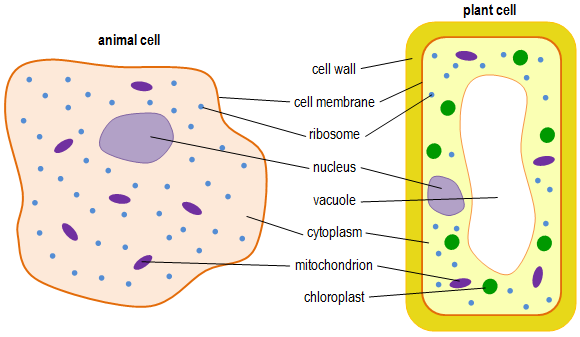 plant cell
animal cell
cell wall
cell membrane
ribosome
nucleus
vacuole
cytoplasm
mitochondrion
chloroplast